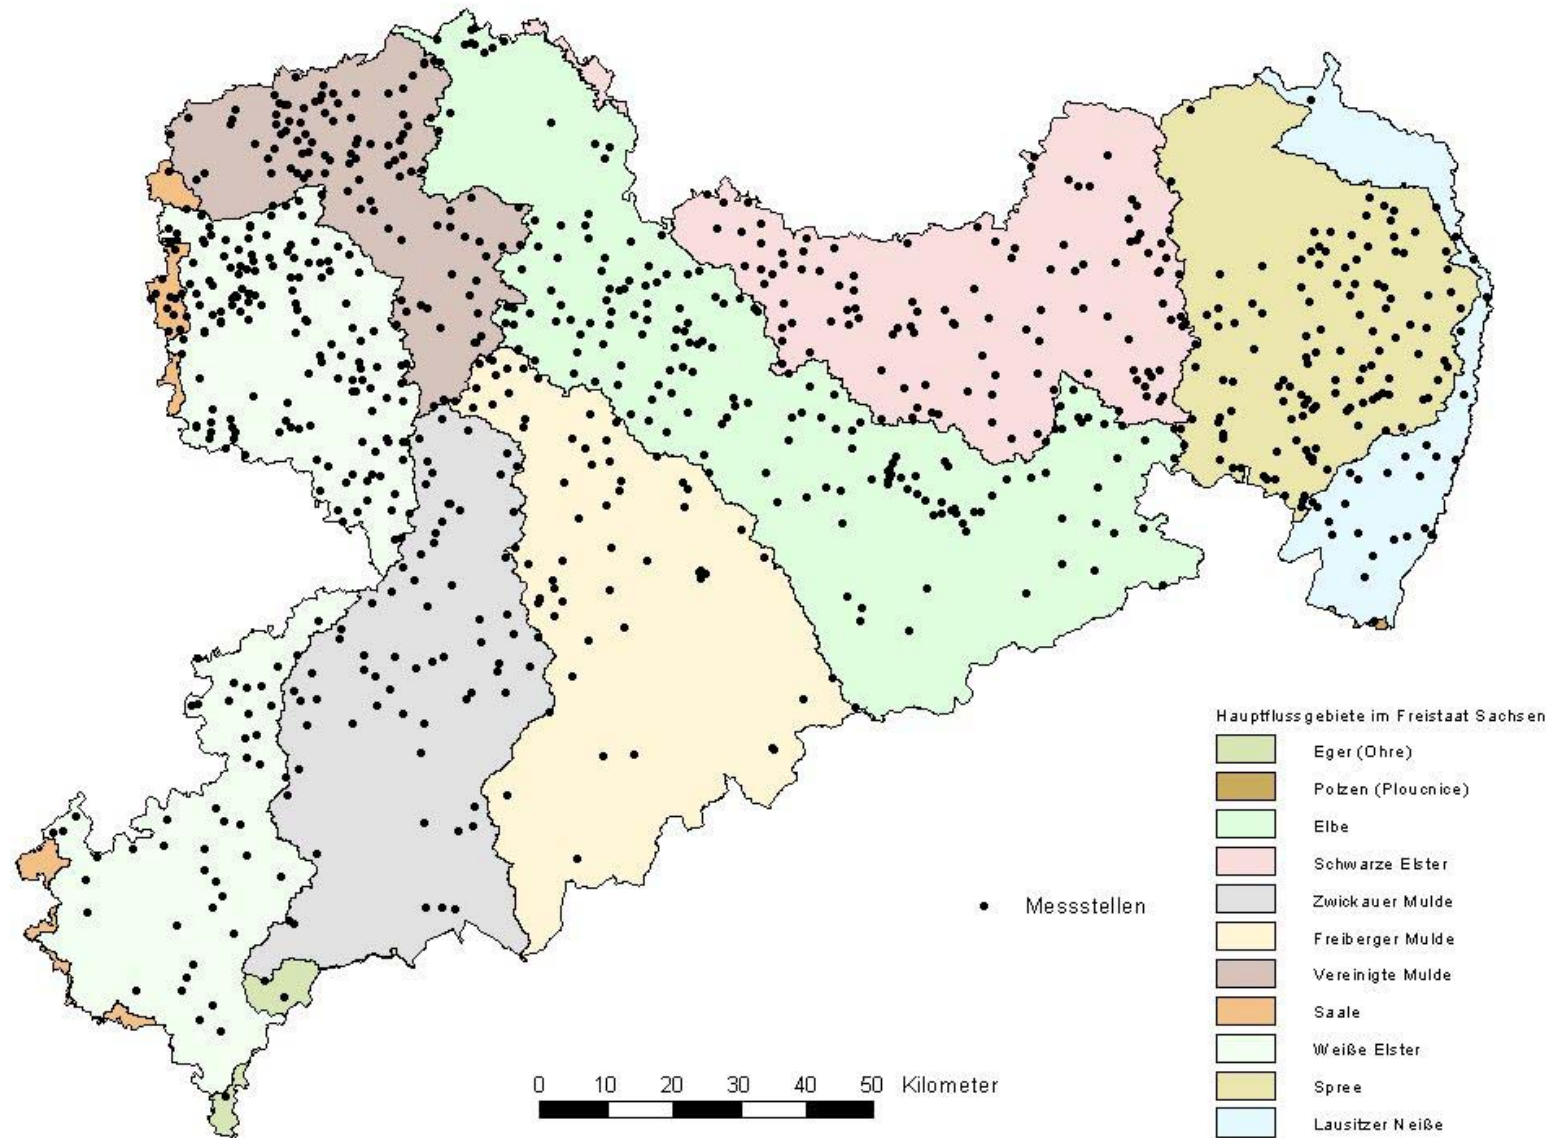 Hauptflussgebiete im Freistaat Sachsen
Eger (Ohre)
Polzen (Ploucnice)
Elbe
Schwarze Elster
Zwickauer Mulde
Freiberger Mulde
Vereinigte Mulde
Saale
Weiße Elster
Spree
Lausitzer Neiße
Messstellen
0 10 20 30 40 50 Kilometer